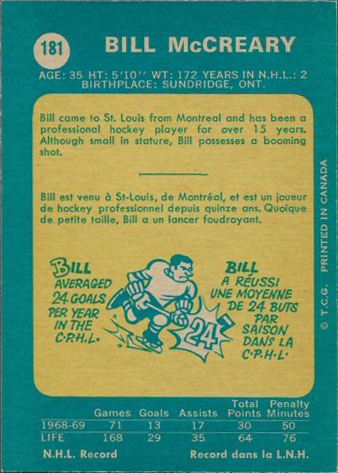 181
BILL McCREARY
AGE: 35 HT: 5'10" WT: 172 YEARS IN N.H.L.: 2
BIRTHPLACE: SUNDRIDGE, ONT.
Bill came to St. Louis from Montreal and has been a
professional hockey player for over 15 years.
Although small in stature, Bill possesses a booming
shot.
Bil est venu à St-Louis, de Montréal, et est un joueur
de hockey professionnel depuis quinze ans. Quoique
de petite taille, Bill a un lancer foudroyant.
BILL
AVERAGED
24 GOALS
PER YEAR
IN THE
C.P.H.L.
24
BILL
A RÉUSSI
UNE MOYENNE
DE 24 BUTS
PAR
SAISON
DANS LA
C.P.H.L.
© T.C.G. PRINTED IN CANADA
Games Goals Assists Total Points Penalty Minutes
1968-69 71 13 17 30 50
LIFE 168 29 35 64 76
N.H.L. Record Record dans la L.N.H.